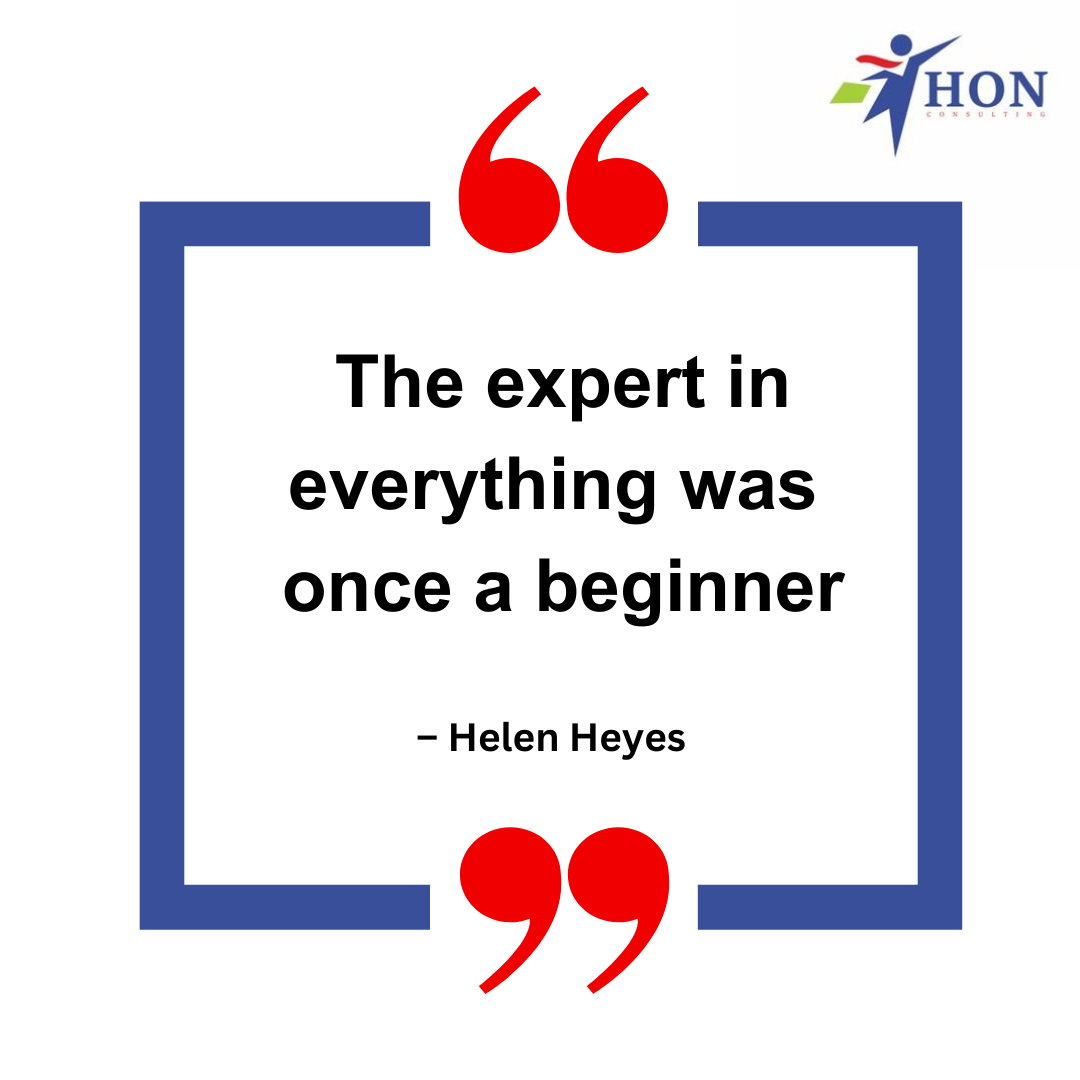 HON
CONSULTING
“
The expert in
everything was
once a beginner
– Helen Heyes
”